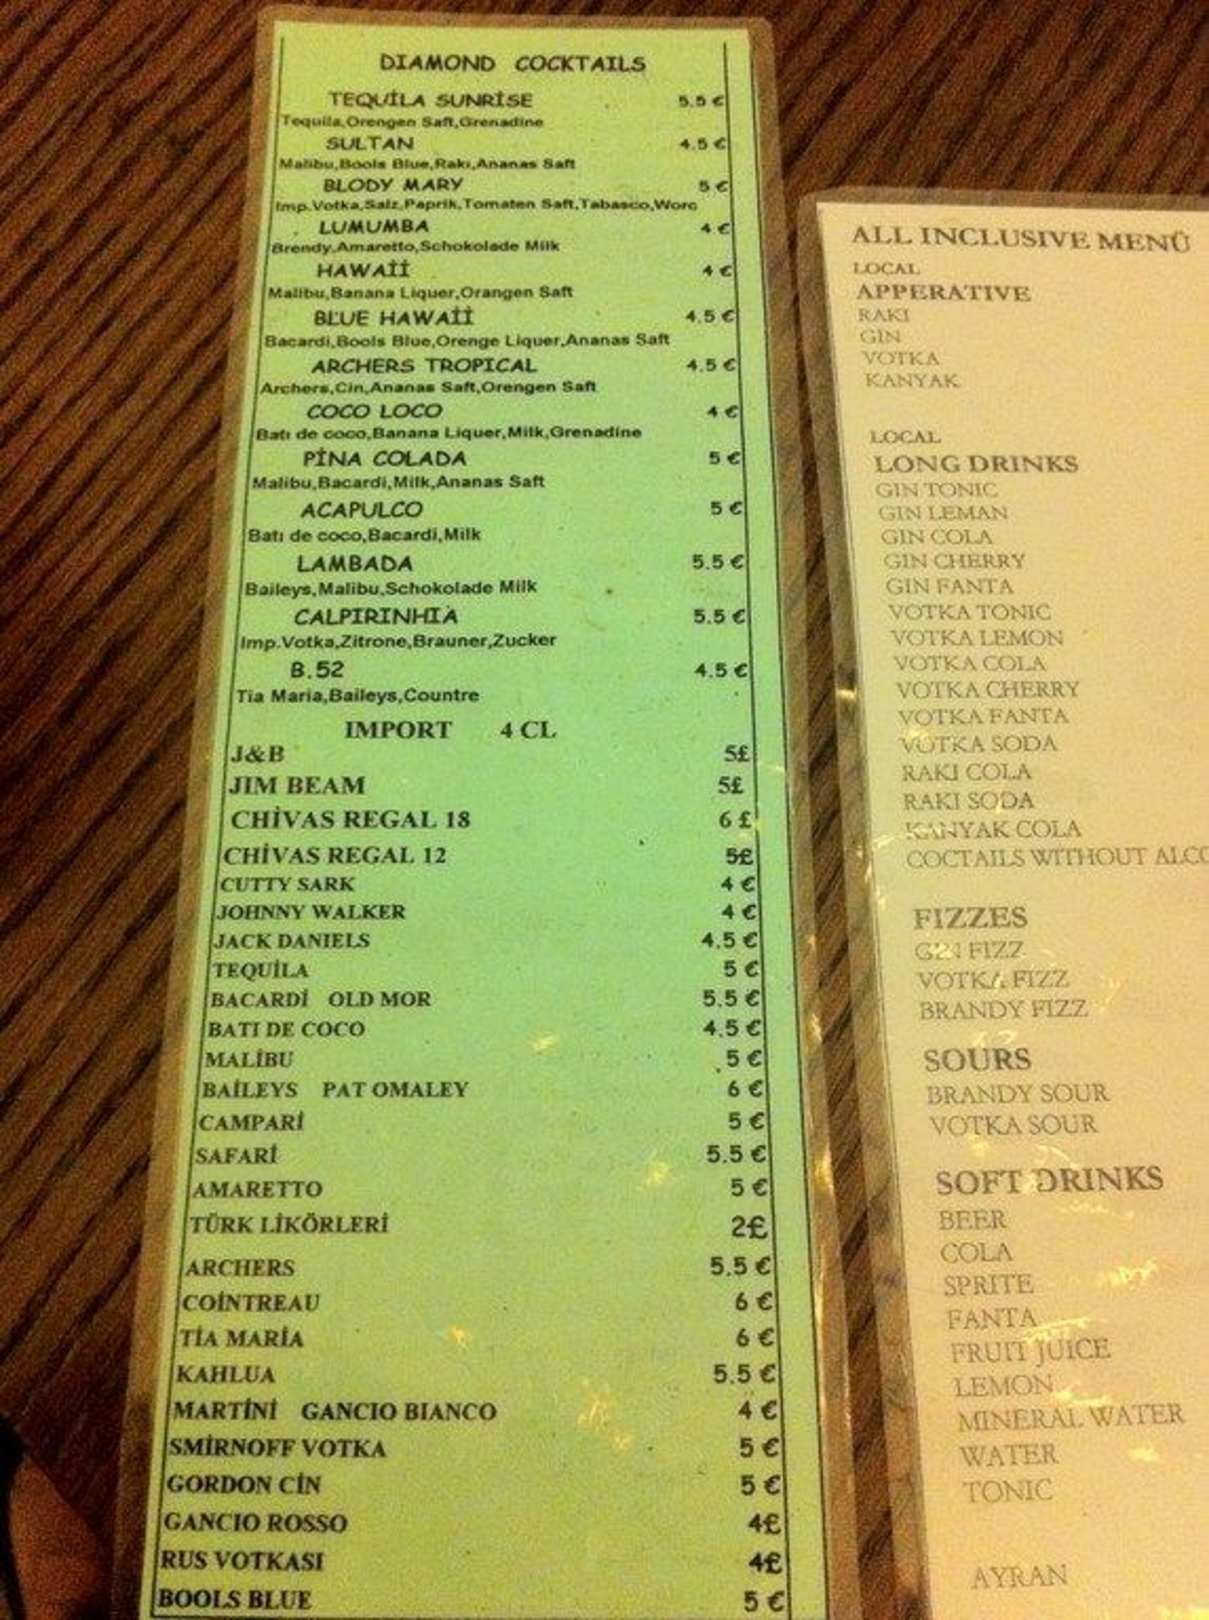 DIAMOND COCKTAILS
TEQUİLA SUNRİSE 5.5 €
Tequila,Orengen Saft,Grenadine
SULTAN 4.5 €
Malibu,Bools Blue,Rakı,Ananas Saft
BLODY MARY 5 €
Imp.Votka,Salz,Paprik,Tomaten Saft,Tabasco,Worc
LUMUMBA 4 €
Brendy,Amaretto,Schokolade Milk
HAWAİİ 4 €
Malibu,Banana Liquer,Orangen Saft
BLUE HAWAİİ 4.5 €
Bacardi,Bools Blue,Orenge Liquer,Ananas Saft
ARCHERS TROPICAL 4.5 €
Archers,Cin,Ananas Saft,Orengen Saft
COCO LOCO 4 €
Batı de coco,Banana Liquer,Milk,Grenadine
PİNA COLADA 5 €
Malibu,Bacardi,Milk,Ananas Saft
ACAPULCO 5 €
Batı de coco,Bacardi,Milk
LAMBADA 5.5 €
Baileys,Malibu,Schokolade Milk
CALPIRINHIA 5.5 €
Imp.Votka,Zitrone,Brauner,Zucker
B.52 4.5 €
Tia Maria,Baileys,Countre
IMPORT 4 CL
J&B 5£
JIM BEAM 5£
CHİVAS REGAL 18 6 £
CHİVAS REGAL 12 5£
CUTTY SARK 4 €
JOHNNY WALKER 4 €
JACK DANIELS 4.5 €
TEQUİLA 5 €
BACARDİ OLD MOR 5.5 €
BATI DE COCO 4.5 €
MALİBU 5 €
BAİLEYS PAT OMALEY 6 €
CAMPARİ 5 €
SAFARİ 5.5 €
AMARETTO 5 €
TÜRK LİKÖRLERİ 2£
ARCHERS 5.5 €
COİNTREAU 6 €
TİA MARİA 6 €
KAHLUA 5.5 €
MARTİNİ GANCIO BIANCO 4 €
SMİRNOFF VOTKA 5 €
GORDON CİN 5 €
GANCIO ROSSO 4£
RUS VOTKASI 4£
BOOLS BLUE 5 €
ALL INCLUSIVE MENÜ
LOCAL
APPERATIVE
RAKI
GIN
VOTKA
KANYAK
LOCAL
LONG DRINKS
GIN TONIC
GIN LEMAN
GIN COLA
GIN CHERRY
GIN FANTA
VOTKA TONIC
VOTKA LEMON
VOTKA COLA
VOTKA CHERRY
VOTKA FANTA
VOTKA SODA
RAKI COLA
RAKI SODA
KANYAK COLA
COCTAILS WITHOUT ALCO
FIZZES
GIN FIZZ
VOTKA FIZZ
BRANDY FIZZ
SOURS
BRANDY SOUR
VOTKA SOUR
SOFT DRINKS
BEER
COLA
SPRITE
FANTA
FRUIT JUICE
LEMON
MINERAL WATER
WATER
TONIC
AYRAN